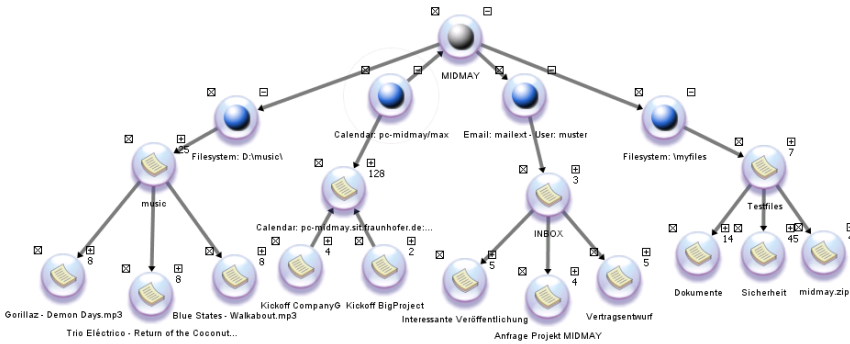 MIDMAY
Filesystem: D:\music\
Calendar: pc-midmay/max
Email: mailext - User: muster
Filesystem: \myfiles
25
music
128
Calendar: pc-midmay.sit.fraunhofer.de:...
3
INBOX
7
Testfiles
8
Gorillaz - Demon Days.mp3
8
Trio Eléctrico - Return of the Coconut...
8
Blue States - Walkabout.mp3
4
Kickoff CompanyG
2
Kickoff BigProject
5
Interessante Veröffentlichung
4
Anfrage Projekt MIDMAY
5
Vertragsentwurf
14
Dokumente
45
Sicherheit
midmay.zip